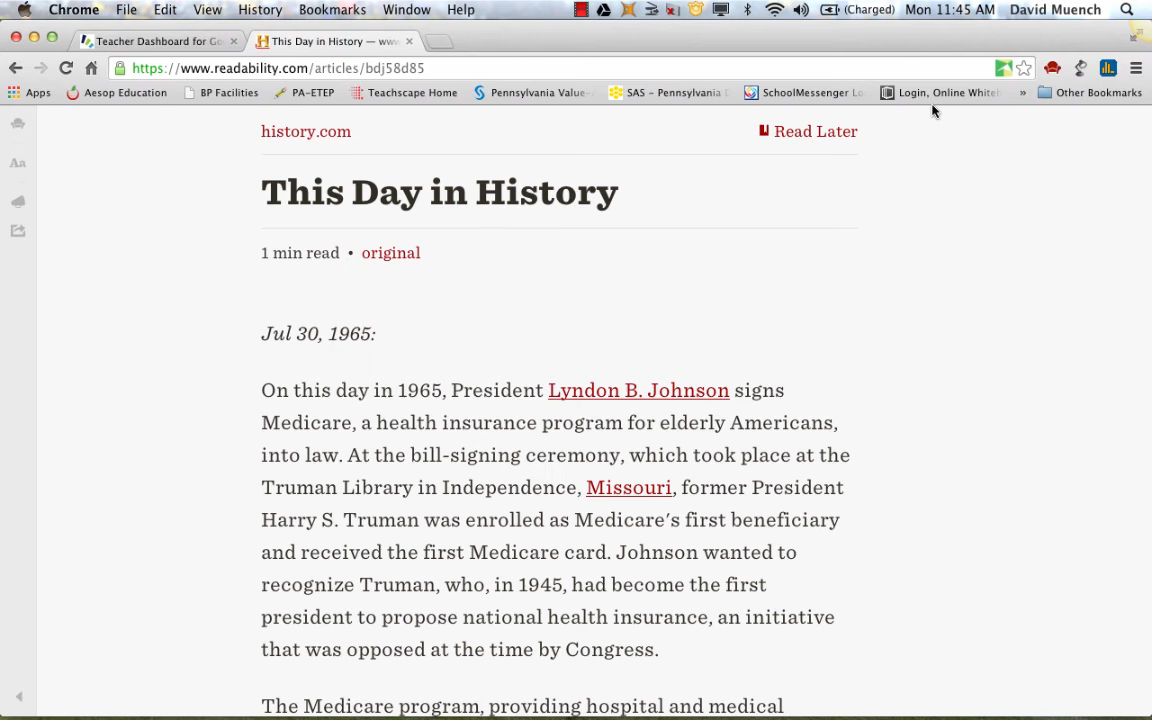 Chrome File Edit View History Bookmarks Window Help (Charged) Mon 11:45 AM David Muench
Teacher Dashboard for Go
This Day in History — www
https://www.readability.com/articles/bdj58d85
Apps Aesop Education BP Facilities PA-ETEP Teachscape Home Pennsylvania Value- SAS - Pennsylvania D SchoolMessenger Lo Login, Online Whiteb » Other Bookmarks
Aa
history.com
Read Later
This Day in History
1 min read • original
Jul 30, 1965:
On this day in 1965, President Lyndon B. Johnson signs
Medicare, a health insurance program for elderly Americans,
into law. At the bill-signing ceremony, which took place at the
Truman Library in Independence, Missouri, former President
Harry S. Truman was enrolled as Medicare's first beneficiary
and received the first Medicare card. Johnson wanted to
recognize Truman, who, in 1945, had become the first
president to propose national health insurance, an initiative
that was opposed at the time by Congress.
The Medicare program, providing hospital and medical